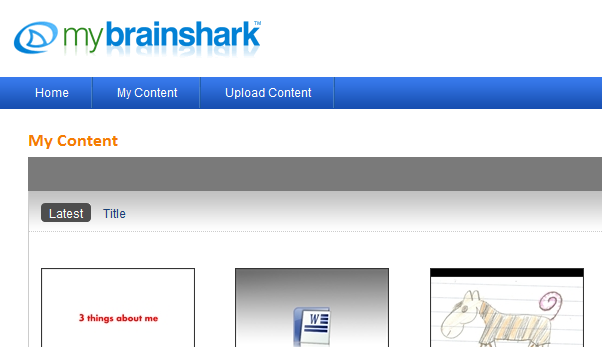 mybrainshark™
Home My Content Upload Content
My Content
Latest Title
3 things about me
W